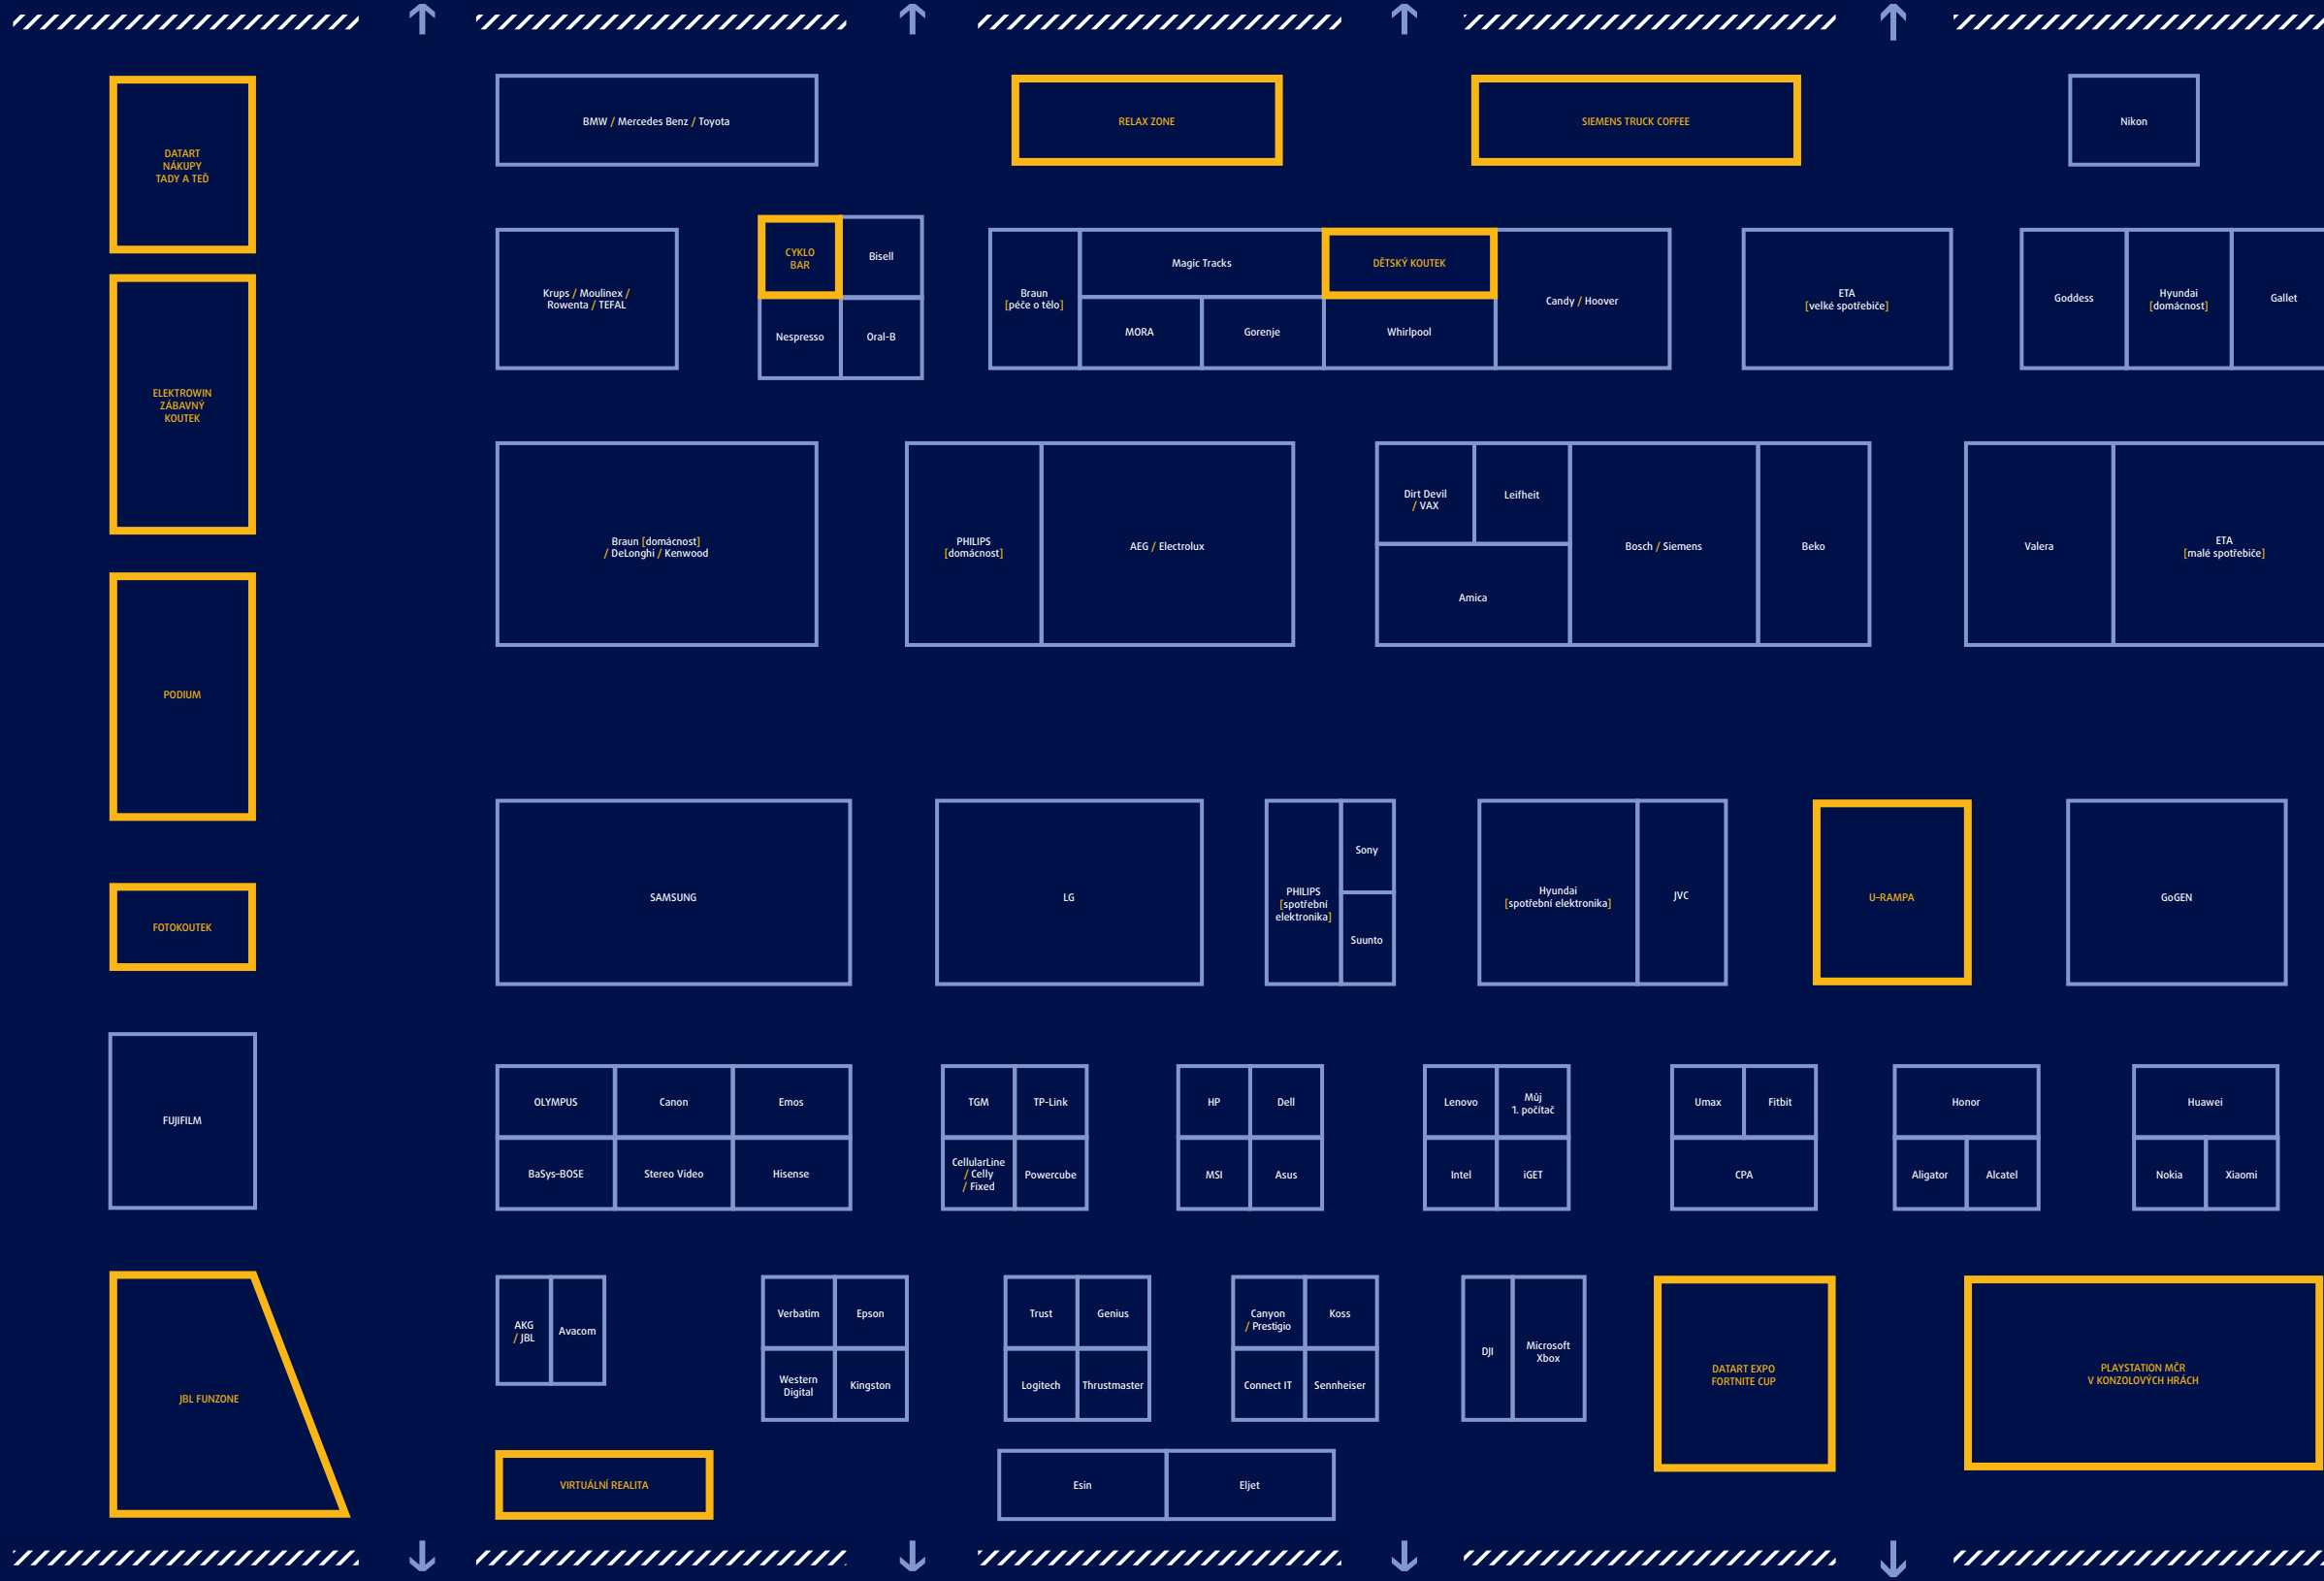 DATART
NÁKUPY
TADY A TEĎ
BMW / Mercedes Benz / Toyota
RELAX ZONE
SIEMENS TRUCK COFFEE
Nikon
ELEKTROWIN
ZÁBAVNÝ
KOUTEK
Krups / Moulinex /
Rowenta / TEFAL
CYKLO
BAR
Bisell
Nespresso
Oral-B
Braun
[péče o tělo]
Magic Tracks
DĚTSKÝ KOUTEK
MORA
Gorenje
Whirlpool
Candy / Hoover
ETA
[velké spotřebiče]
Goddess
Hyundai
[domácnost]
Gallet
Braun [domácnost]
/ DeLonghi / Kenwood
PHILIPS
[domácnost]
AEG / Electrolux
Dirt Devil
/ VAX
Leifheit
Amica
Bosch / Siemens
Beko
Valera
ETA
[malé spotřebiče]
PODIUM
FOTOKOUTEK
SAMSUNG
LG
PHILIPS
[spotřební
elektronika]
Sony
Suunto
Hyundai
[spotřební elektronika]
JVC
U-RAMPA
GoGEN
FUJIFILM
OLYMPUS
Canon
Emos
BaSys-BOSE
Stereo Video
Hisense
TGM
TP-Link
CellularLine
/ Celly
/ Fixed
Powercube
HP
Dell
MSI
Asus
Lenovo
Můj
1. počítač
Intel
iGET
Umax
Fitbit
CPA
Honor
Aligator
Alcatel
Huawei
Nokia
Xiaomi
JBL FUNZONE
AKG
/ JBL
Avacom
Verbatim
Epson
Western
Digital
Kingston
Trust
Genius
Logitech
Thrustmaster
Canyon
/ Prestigio
Koss
Connect IT
Sennheiser
DJI
Microsoft
Xbox
DATART EXPO
FORTNITE CUP
PLAYSTATION MČR
V KONZOLOVÝCH HRÁCH
VIRTUÁLNÍ REALITA
Esin
Eljet